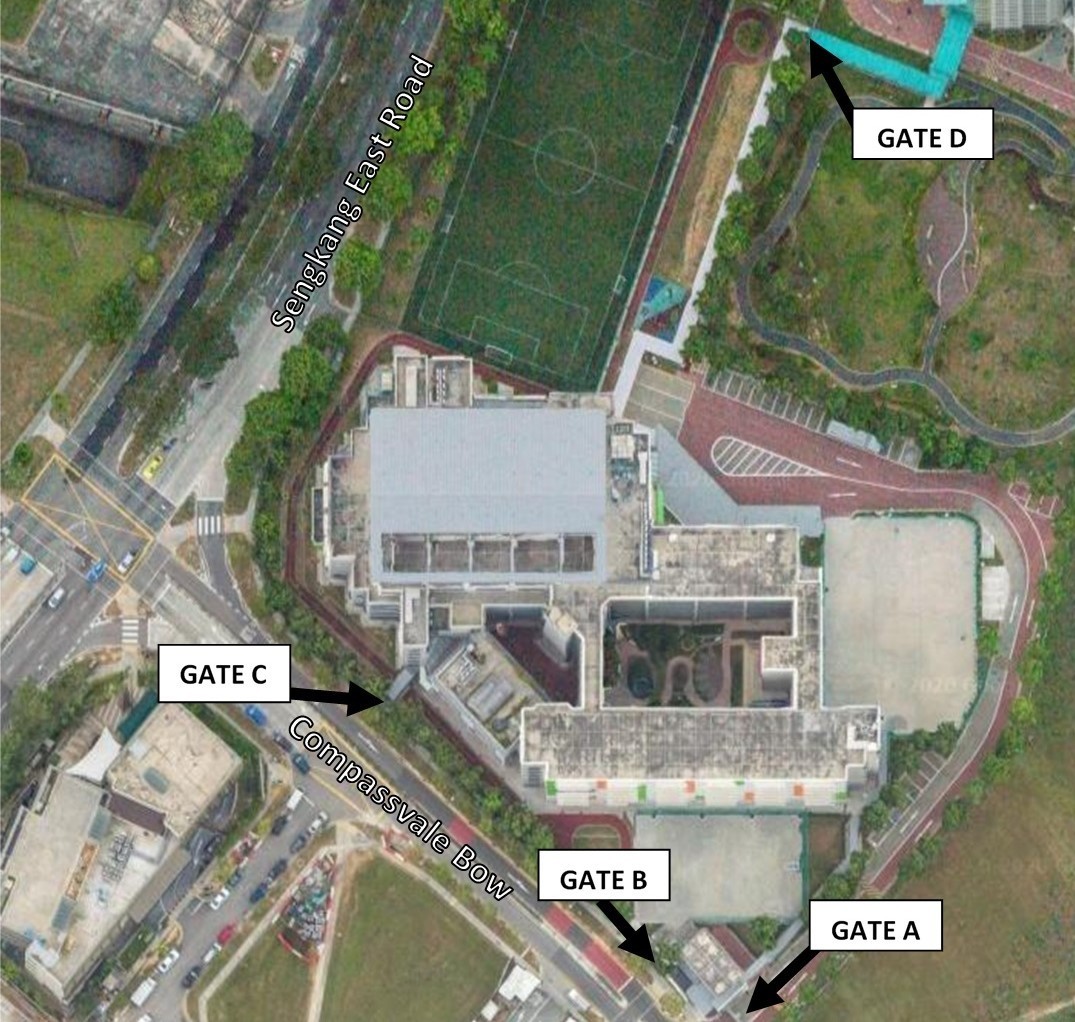 GATE D
Sengkang East Road
GATE C
Compassvale Bow
GATE B
GATE A